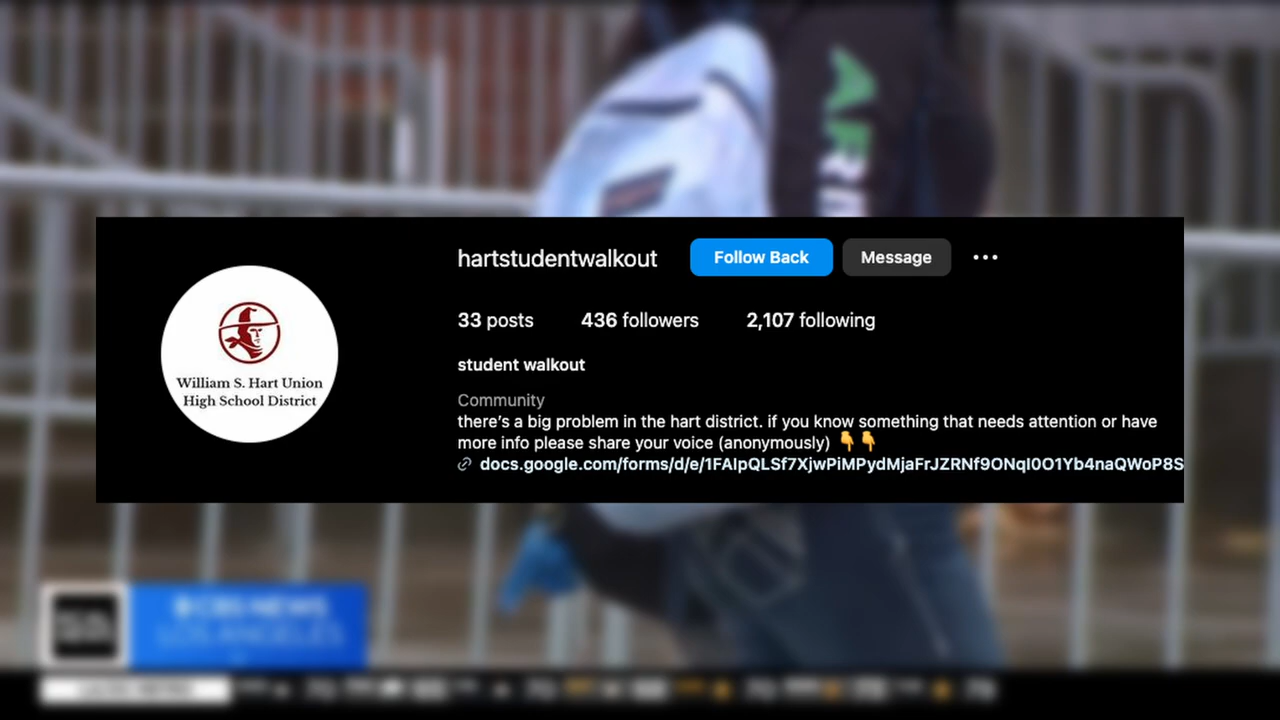 hartstudentwalkout Follow Back Message
33 posts 436 followers 2,107 following
student walkout
William S. Hart Union
High School District
Community
there’s a big problem in the hart district. if you know something that needs attention or have
more info please share your voice (anonymously) 👇👇
docs.google.com/forms/d/e/1FAIpQLSf7XjwPiMPydMjaFrJZRNf9ONqI0O1Yb4naQWoP8S
CBS NEWS
LOS ANGELES